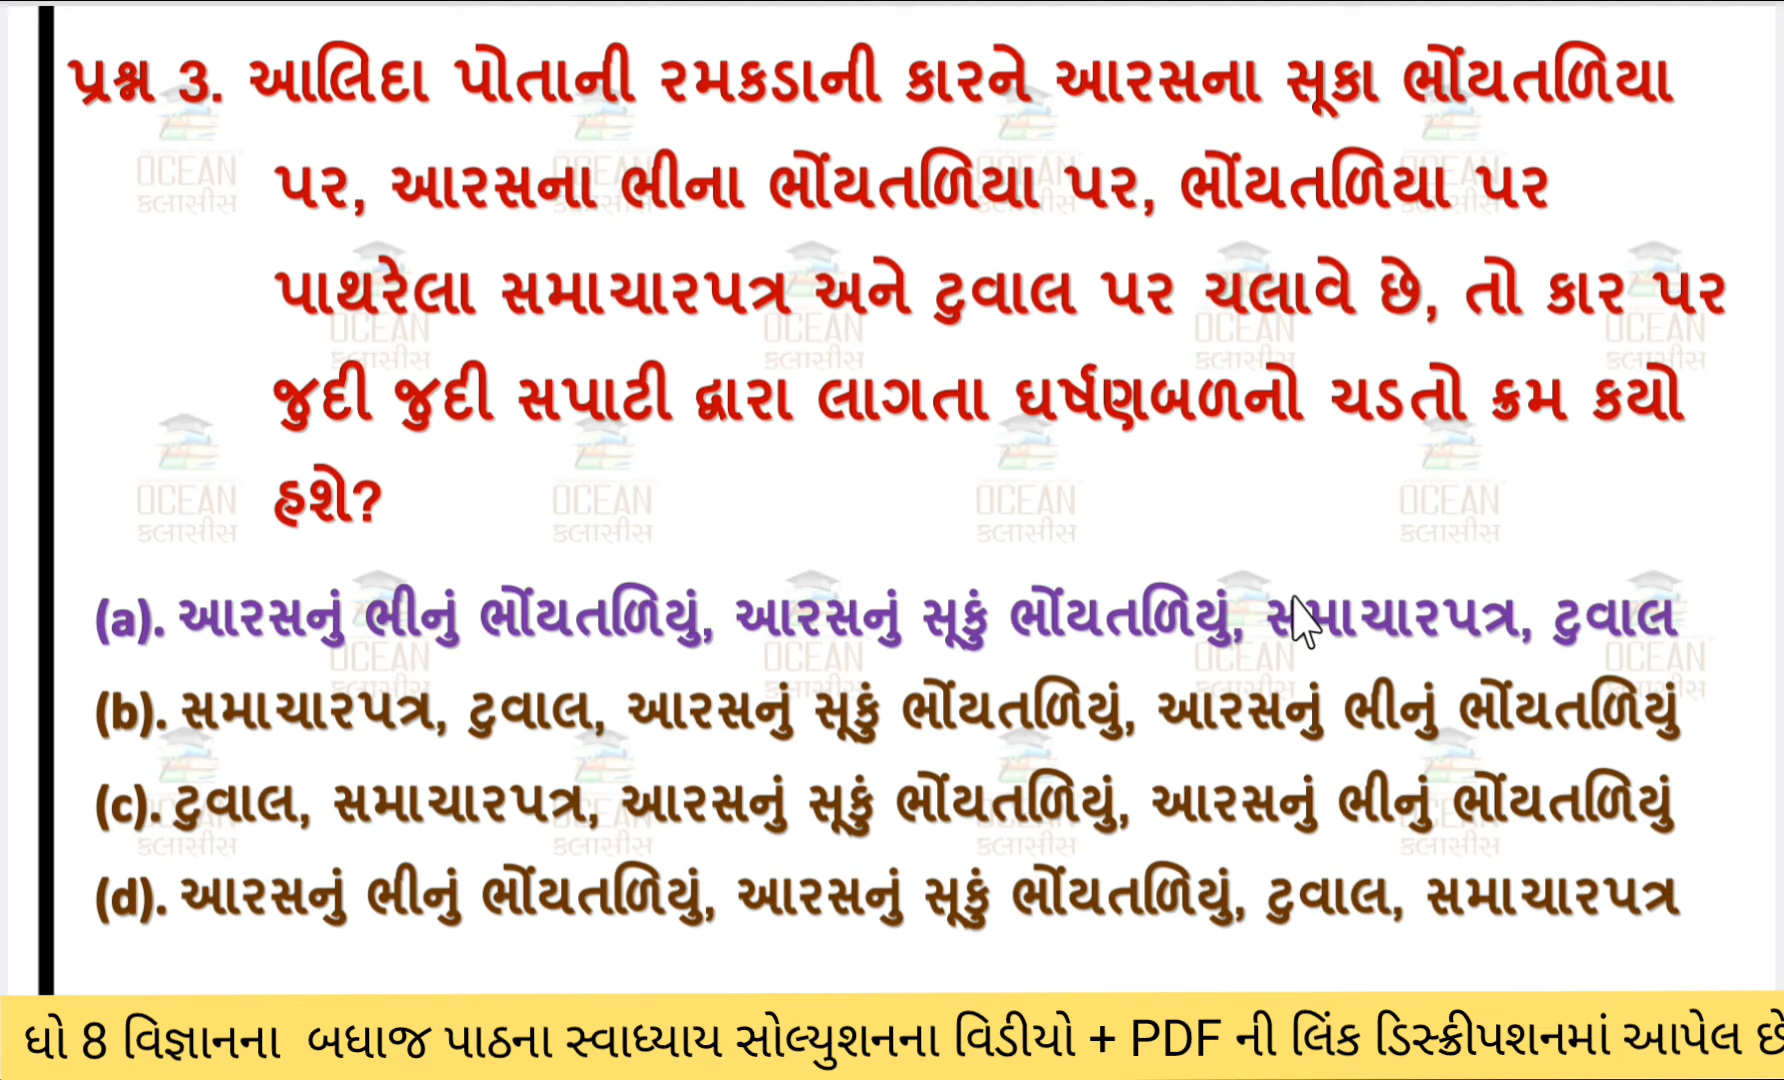 પ્રશ્ન 3. આલિદા પોતાની રમકડાની કારને આરસના સૂકા ભોંયતળિયા
પર, આરસના ભીના ભોંયતળિયા પર, ભોંયતળિયા પર
પાથરેલા સમાચારપત્ર અને ટુવાલ પર ચલાવે છે, તો કાર પર
જુદી જુદી સપાટી દ્વારા લાગતા ઘર્ષણબળનો ચડતો ક્રમ કયો
હશે?
(a). આરસનું ભીનું ભોંયતળિયું, આરસનું સૂકું ભોંયતળિયું, સમાચારપત્ર, ટુવાલ
(b). સમાચારપત્ર, ટુવાલ, આરસનું સૂકું ભોંયતળિયું, આરસનું ભીનું ભોંયતળિયું
(c). ટુવાલ, સમાચારપત્ર, આરસનું સૂકું ભોંયતળિયું, આરસનું ભીનું ભોંયતળિયું
(d). આરસનું ભીનું ભોંયતળિયું, આરસનું સૂકું ભોંયતળિયું, ટુવાલ, સમાચારપત્ર
ધો 8 વિજ્ઞાનના બધાજ પાઠના સ્વાધ્યાય સોલ્યુશનના વિડીયો + PDF ની લિંક ડિસ્ક્રીપશનમાં આપેલ છે
OCEAN
કલાસીસ